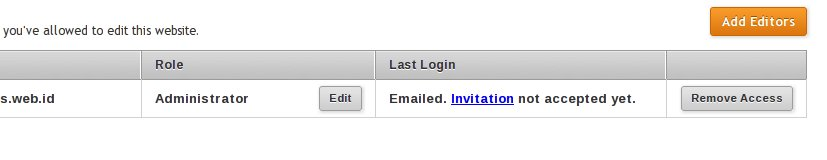 you've allowed to edit this website.
Add Editors
Role
Last Login
s.web.id
Administrator
Edit
Emailed. Invitation not accepted yet.
Remove Access